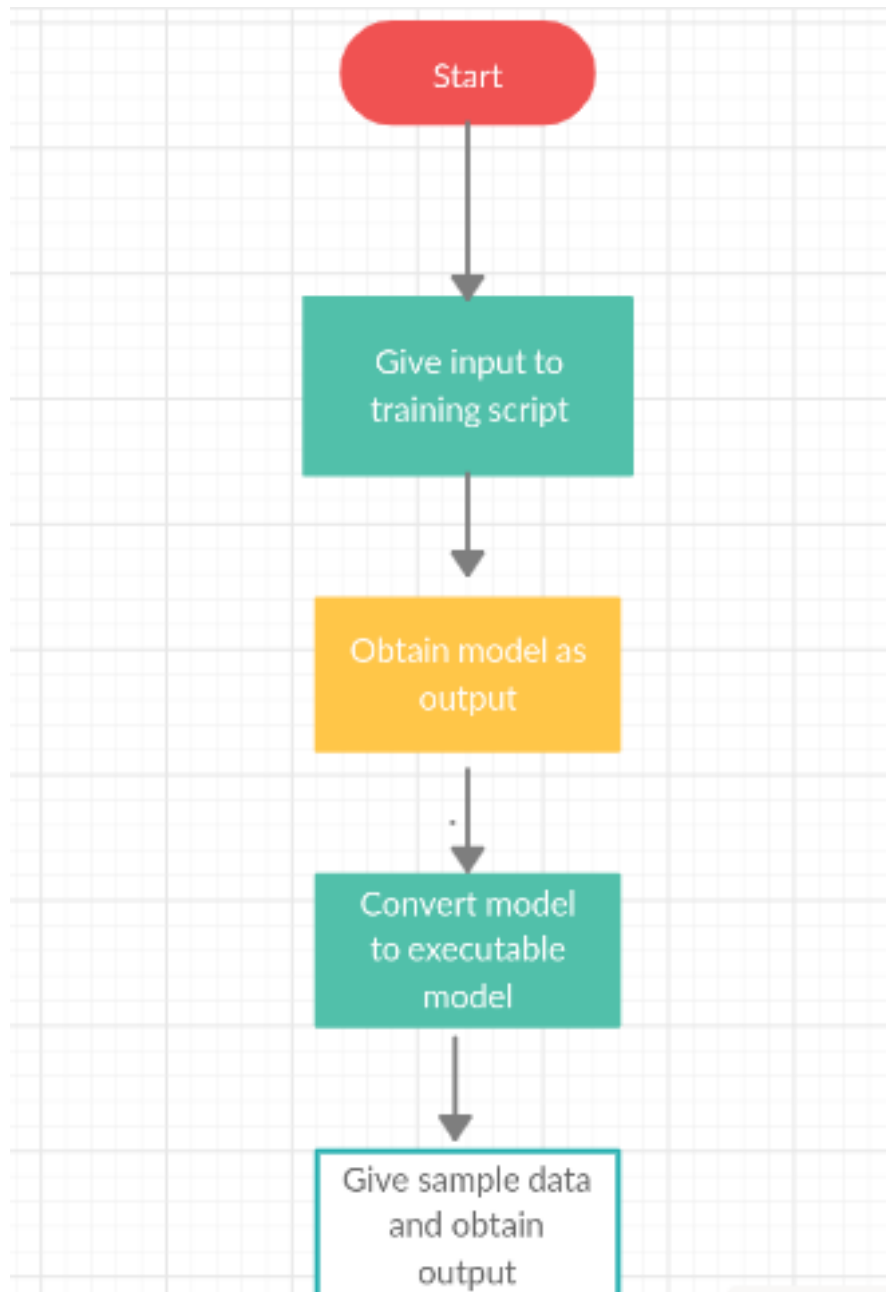 Start
Give input to
training script
Obtain model as
output
Convert model
to executable
model
Give sample data
and obtain
output